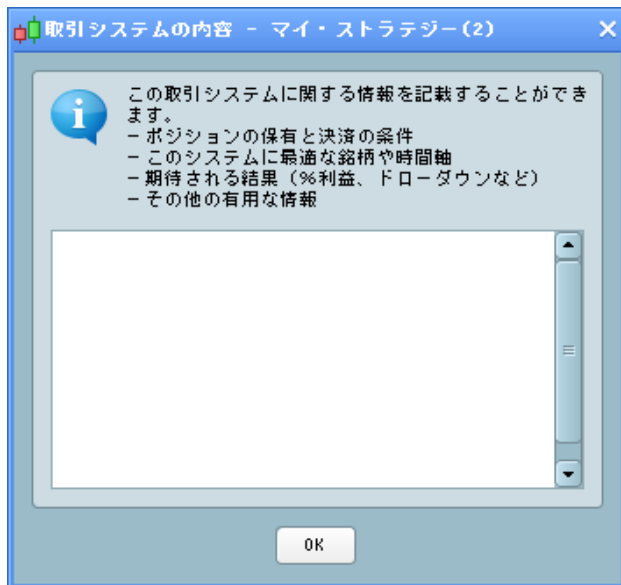 取引システムの内容 - マイ・ストラテジー(2)
この取引システムに関する情報を記載することができ
ます。
- ポジションの保有と決済の条件
- このシステムに最適な銘柄や時間軸
- 期待される結果（%利益、ドローダウンなど）
- その他の有用な情報
OK